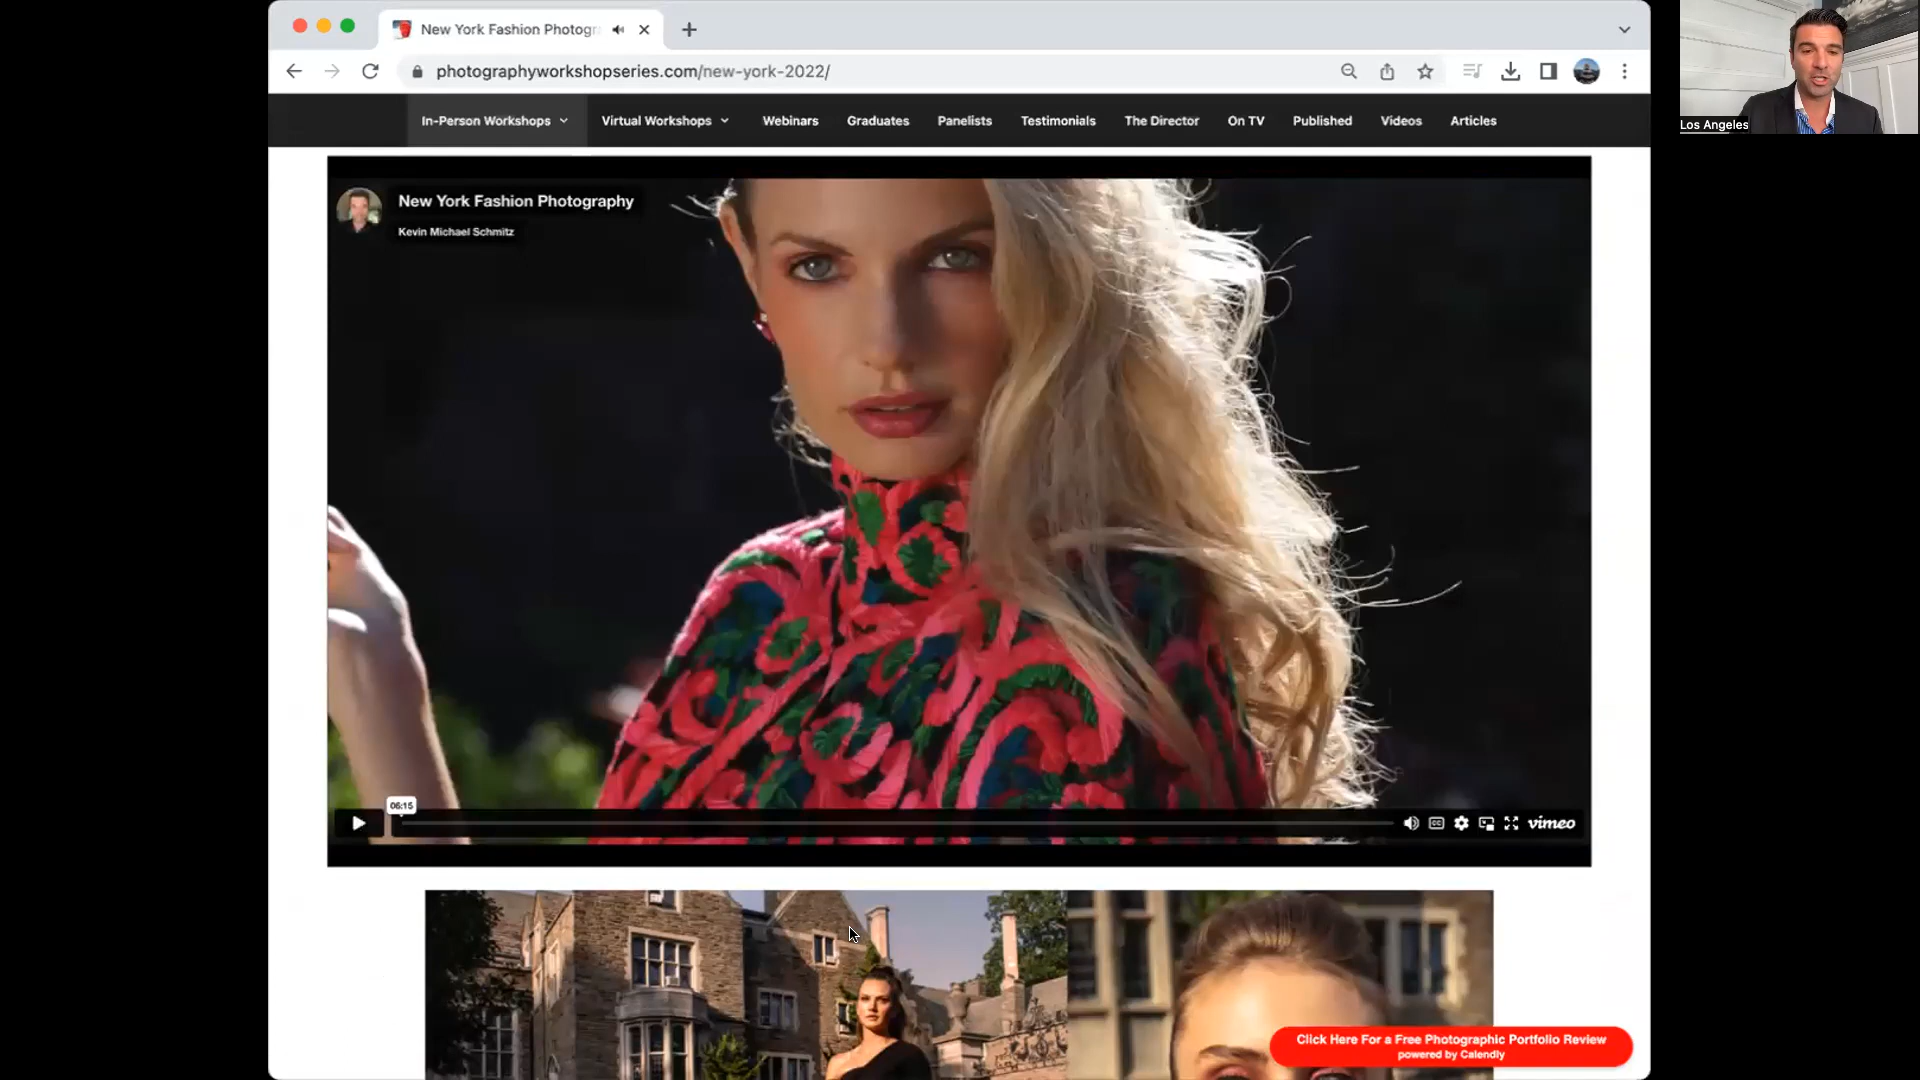 New York Fashion Photogr
photographyworkshopseries.com/new-york-2022/
In-Person Workshops
Virtual Workshops
Webinars
Graduates
Panelists
Testimonials
The Director
On TV
Published
Videos
Articles
Los Angeles
New York Fashion Photography
Kevin Michael Schmitz
06:15
CC
vimeo
Click Here For a Free Photographic Portfolio Review
powered by Calendly